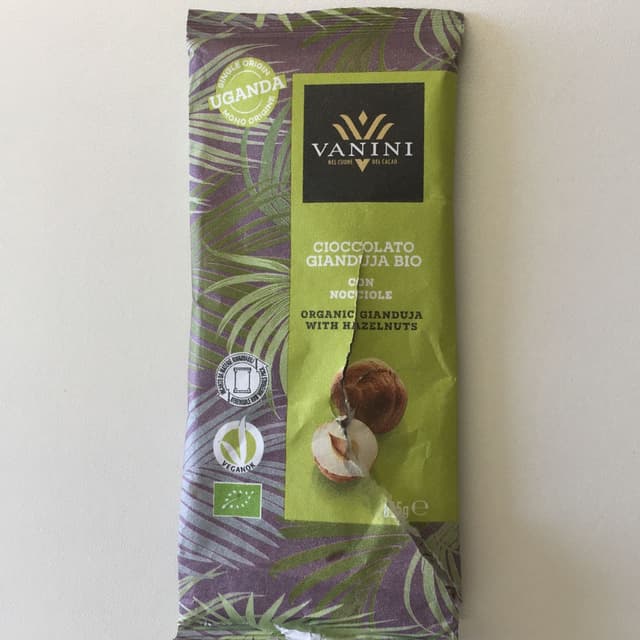 SINGLE ORIGIN
UGANDA
MONO ORIGINE
VANINI
NEL CUORE DEL CACAO
CIOCCOLATO
GIANDUJA BIO
CON
NOCCIOLE
ORGANIC GIANDUJA
WITH HAZELNUTS
VEGANOK